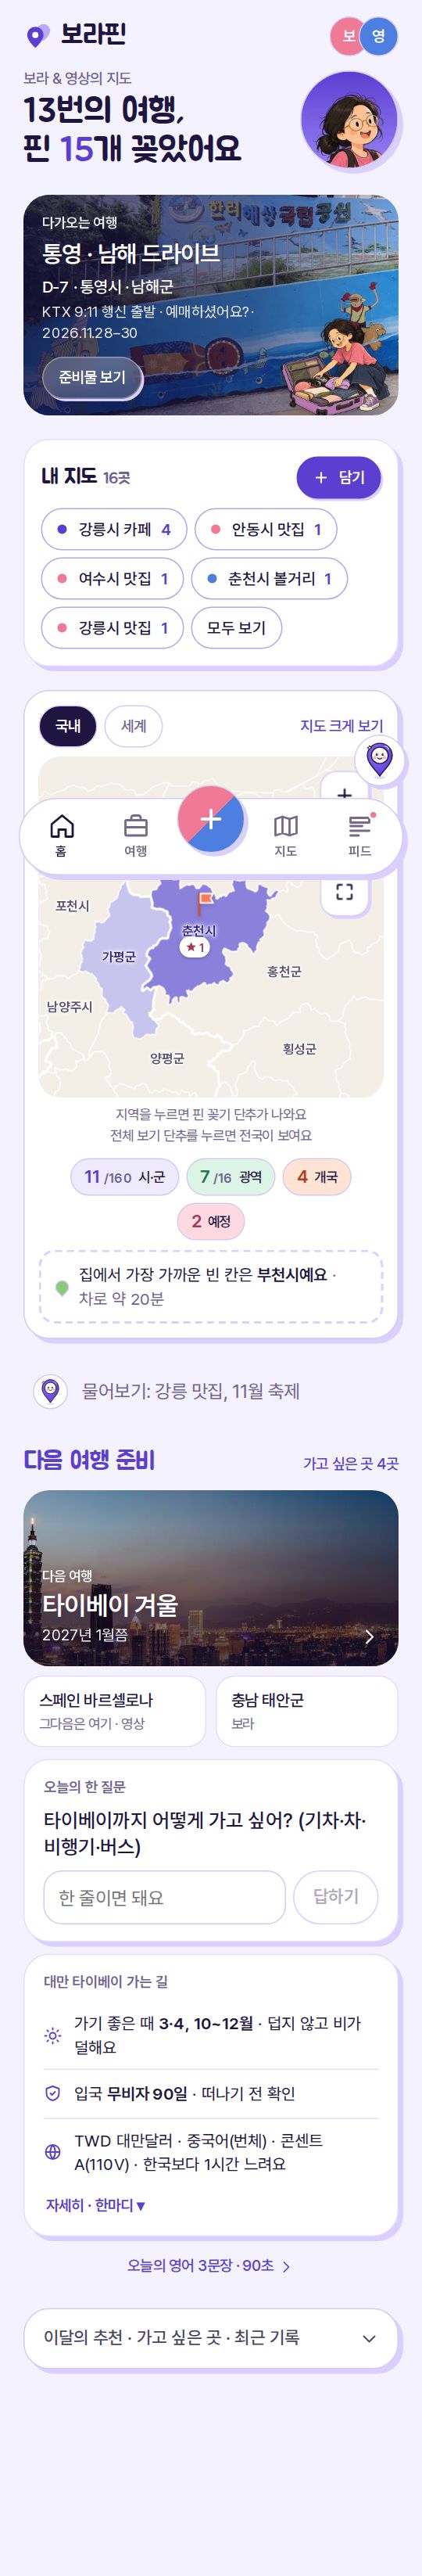 보라핀
보 영
보라 & 영상의 지도
13번의 여행,
핀 15개 꽂았어요
한려해상국립공원
다가오는 여행
통영 · 남해 드라이브
D-7 · 통영시 · 남해군
KTX 9:11 행신 출발 · 예매하셨어요? ·
2026.11.28–30
준비물 보기
내 지도 16곳
+ 담기
강릉시 카페 4
안동시 맛집 1
여수시 맛집 1
춘천시 볼거리 1
강릉시 맛집 1
모두 보기
국내
세계
지도 크게 보기
+
홈
여행
+
지도
피드
포천시
춘천시
★ 1
가평군
홍천군
남양주시
횡성군
양평군
지역을 누르면 핀 꽂기 단추가 나와요
전체 보기 단추를 누르면 전국이 보여요
11 /160 시·군
7 /16 광역
4 개국
2 예정
집에서 가장 가까운 빈 칸은 부천시예요 ·
차로 약 20분
물어보기: 강릉 맛집, 11월 축제
다음 여행 준비
가고 싶은 곳 4곳
다음 여행
타이베이 겨울
2027년 1월쯤
스페인 바르셀로나
그다음은 여기 · 영상
충남 태안군
보라
오늘의 한 질문
타이베이까지 어떻게 가고 싶어? (기차·차·
비행기·버스)
한 줄이면 돼요
답하기
대만 타이베이 가는 길
가기 좋은 때 3·4, 10~12월 · 덥지 않고 비가
덜해요
입국 무비자 90일 · 떠나기 전 확인
TWD 대만달러 · 중국어(번체) · 콘센트
A(110V) · 한국보다 1시간 느려요
자세히 · 한마디 ▾
오늘의 영어 3문장 · 90초
이달의 추천 · 가고 싶은 곳 · 최근 기록